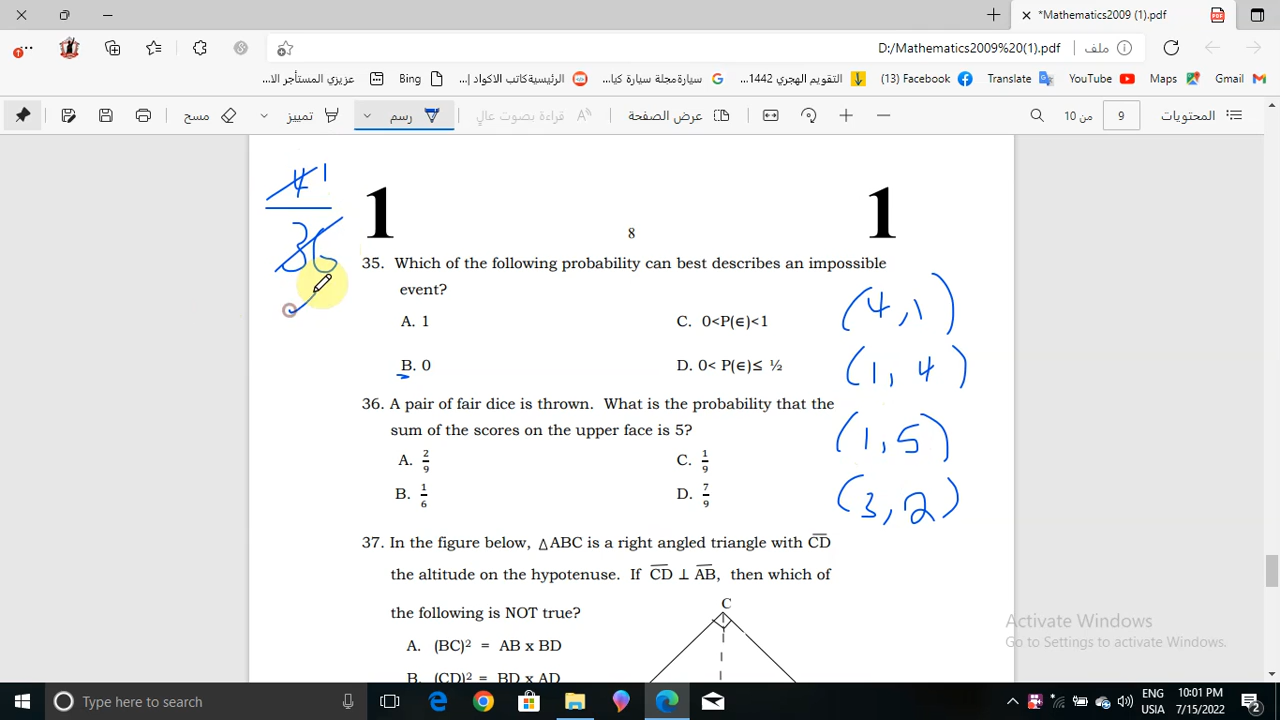 *Mathematics2009 (1).pdf
D:/Mathematics2009%20(1).pdf
ملف
عزيزي المستأجر الا...
الرئيسيةكاتب الاكواد إ...
Bing
سيارةمجلة سيارة كيا...
التقويم الهجري 1442...
(13) Facebook
Translate
YouTube
Maps
Gmail
مسح
تمييز
رسم
قراءة بصوت عالٍ
عرض الصفحة
من 10
9
المحتويات
4 1
36
9
1
8
1
35. Which of the following probability can best describes an impossible
event?
A. 1
C. 0<P(∈)<1
B. 0
D. 0< P(∈)≤ ½
(4,1)
(1,4)
(1,5)
(3,2)
36. A pair of fair dice is thrown. What is the probability that the
sum of the scores on the upper face is 5?
A. 2/9
C. 1/9
B. 1/6
D. 7/9
37. In the figure below, △ABC is a right angled triangle with C̅D̅
the altitude on the hypotenuse. If C̅D̅ ⊥ A̅B̅, then which of
the following is NOT true?
C
A. (BC)² = AB x BD
B. (CD)² = BD x AD
Activate Windows
Go to Settings to activate Windows.
Type here to search
ENG
USIA
10:01 PM
7/15/2022
2